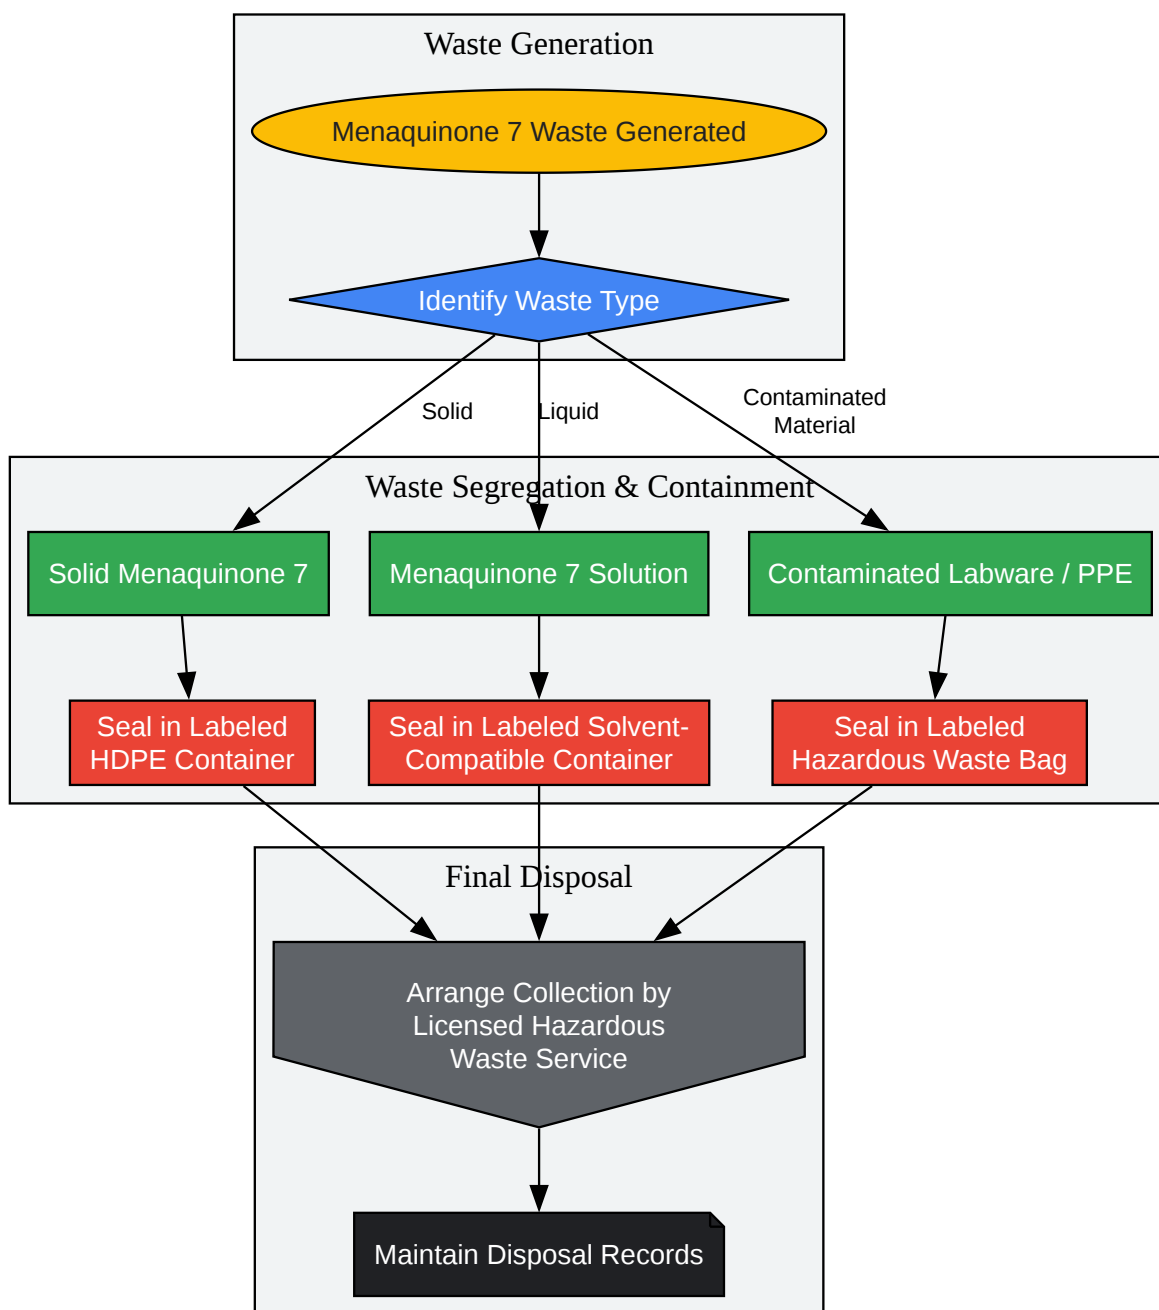 Waste Generation
Menaquinone 7 Waste Generated
Identify Waste Type
Solid
Liquid
Contaminated
Material
Waste Segregation & Containment
Solid Menaquinone 7
Menaquinone 7 Solution
Contaminated Labware / PPE
Seal in Labeled
HDPE Container
Seal in Labeled Solvent-
Compatible Container
Seal in Labeled
Hazardous Waste Bag
Final Disposal
Arrange Collection by
Licensed Hazardous
Waste Service
Maintain Disposal Records